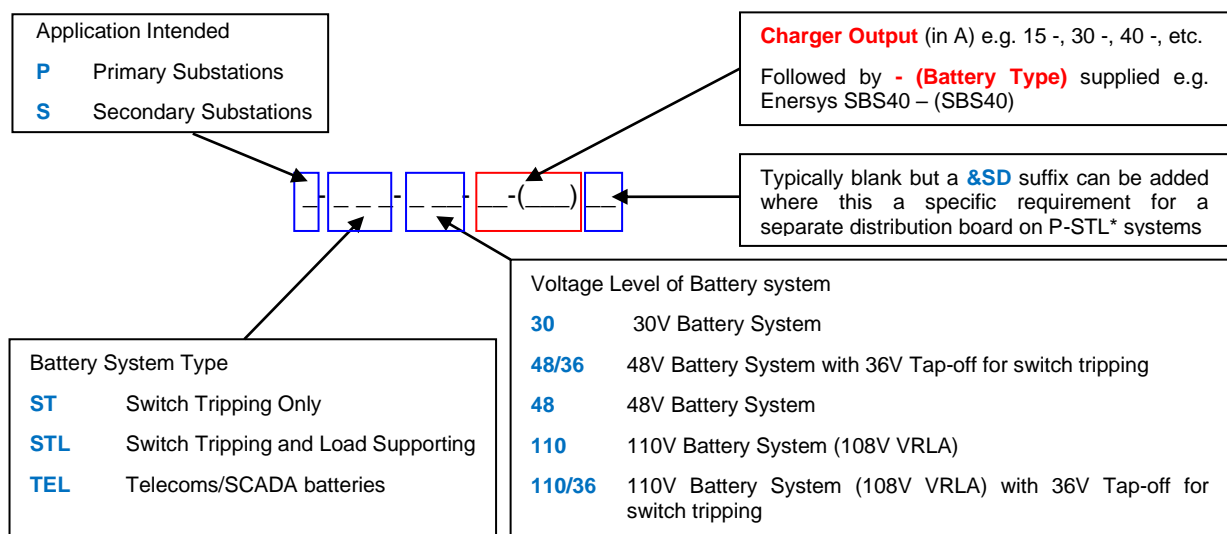 Application Intended
P Primary Substations
S Secondary Substations
Charger Output (in A) e.g. 15 -, 30 -, 40 -, etc.
Followed by - (Battery Type) supplied e.g.
Enersys SBS40 – (SBS40)
_- _ _ _- _ __- __-(___) __
Typically blank but a &SD suffix can be added
where this a specific requirement for a
separate distribution board on P-STL* systems
Battery System Type
ST Switch Tripping Only
STL Switch Tripping and Load Supporting
TEL Telecoms/SCADA batteries
Voltage Level of Battery system
30 30V Battery System
48/36 48V Battery System with 36V Tap-off for switch tripping
48 48V Battery System
110 110V Battery System (108V VRLA)
110/36 110V Battery System (108V VRLA) with 36V Tap-off for
switch tripping